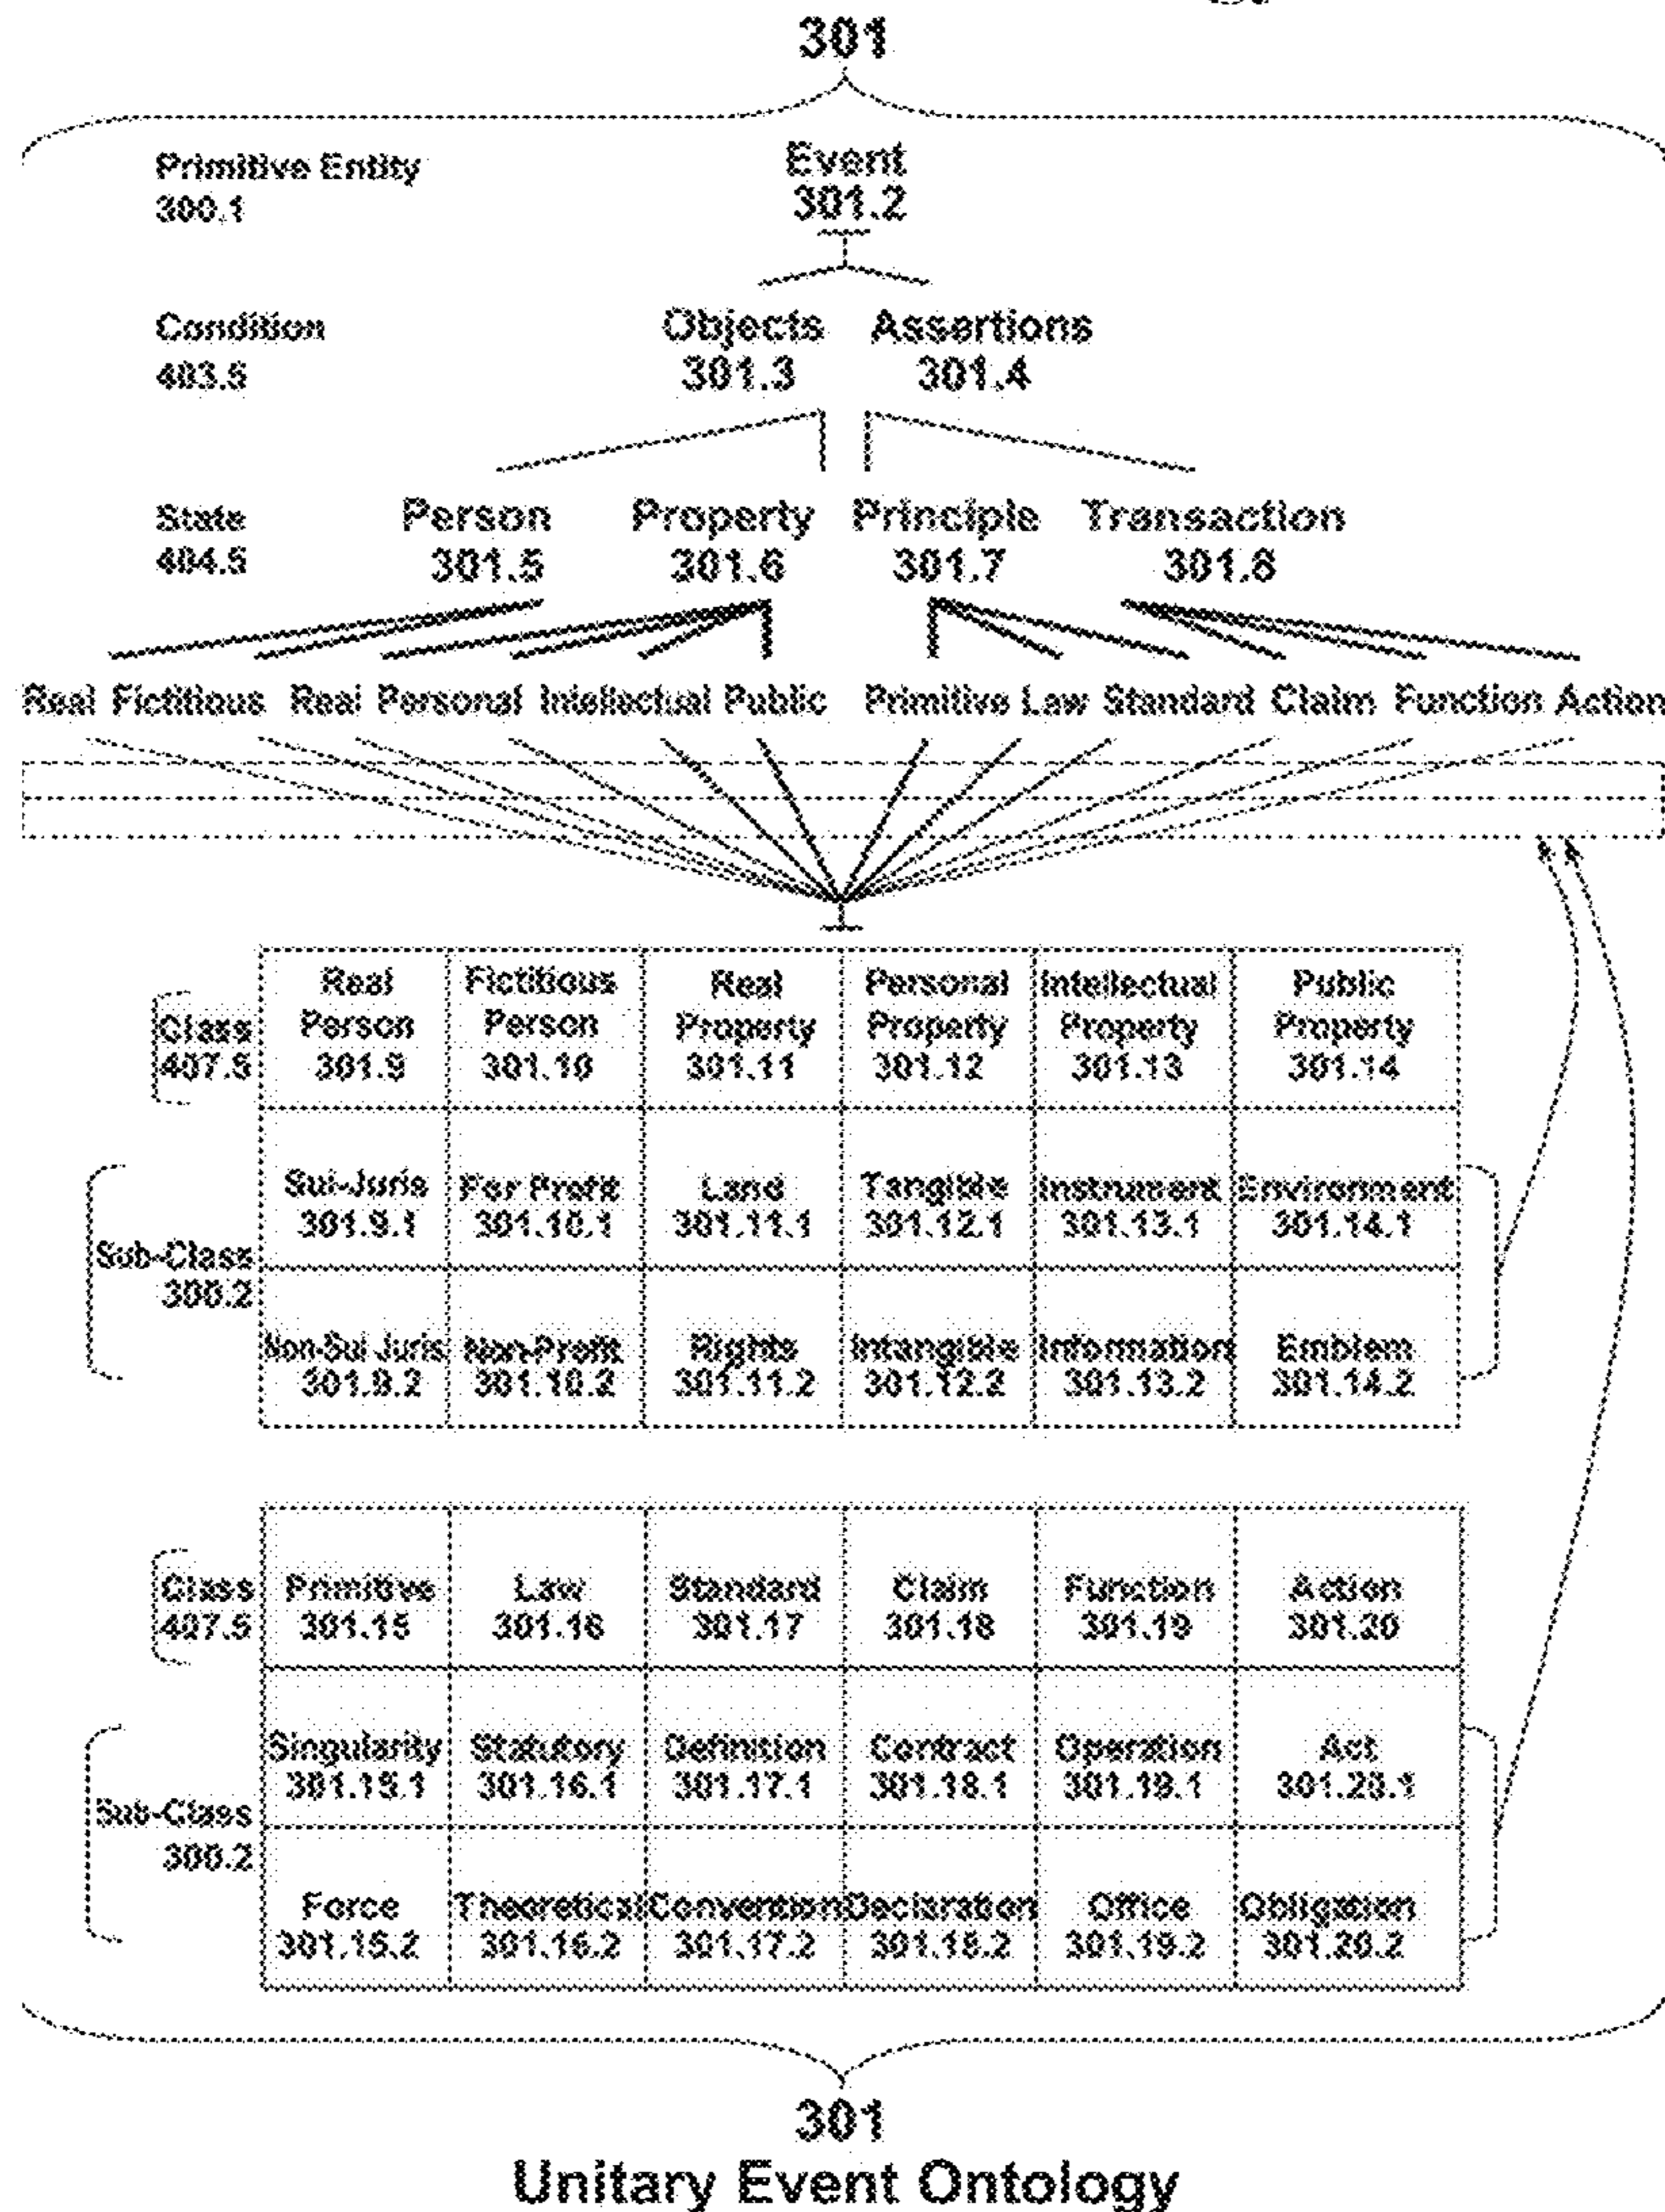 301
Primitive Entity
300.1
Event
301.2
Condition
403.5
Objects Assertions
301.3 301.4
State
404.5
Person Property Principle Transaction
301.5 301.6 301.7 301.8
Real Fictitious Real Personal Intellectual Public Primitive Law Standard Claim Function Action
Class
407.5
Real Fictitious Real Personal Intellectual Public
Person Person Property Property Property Property
301.9 301.10 301.11 301.12 301.13 301.14
Sub-Class
300.2
Sui-Juris For Profit Land Tangible Instrument Environment
301.9.1 301.10.1 301.11.1 301.12.1 301.13.1 301.14.1
Non-Sui Juris Non-Profit Rights Intangible Information Emblem
301.9.2 301.10.2 301.11.2 301.12.2 301.13.2 301.14.2
Class
407.5
Primitive Law Standard Claim Function Action
301.15 301.16 301.17 301.18 301.19 301.20
Sub-Class
300.2
Singularity Statutory Definition Contract Operation Act
301.15.1 301.16.1 301.17.1 301.18.1 301.19.1 301.20.1
Force Theoretical Convention Declaration Office Obligation
301.15.2 301.16.2 301.17.2 301.18.2 301.19.2 301.20.2
301
Unitary Event Ontology